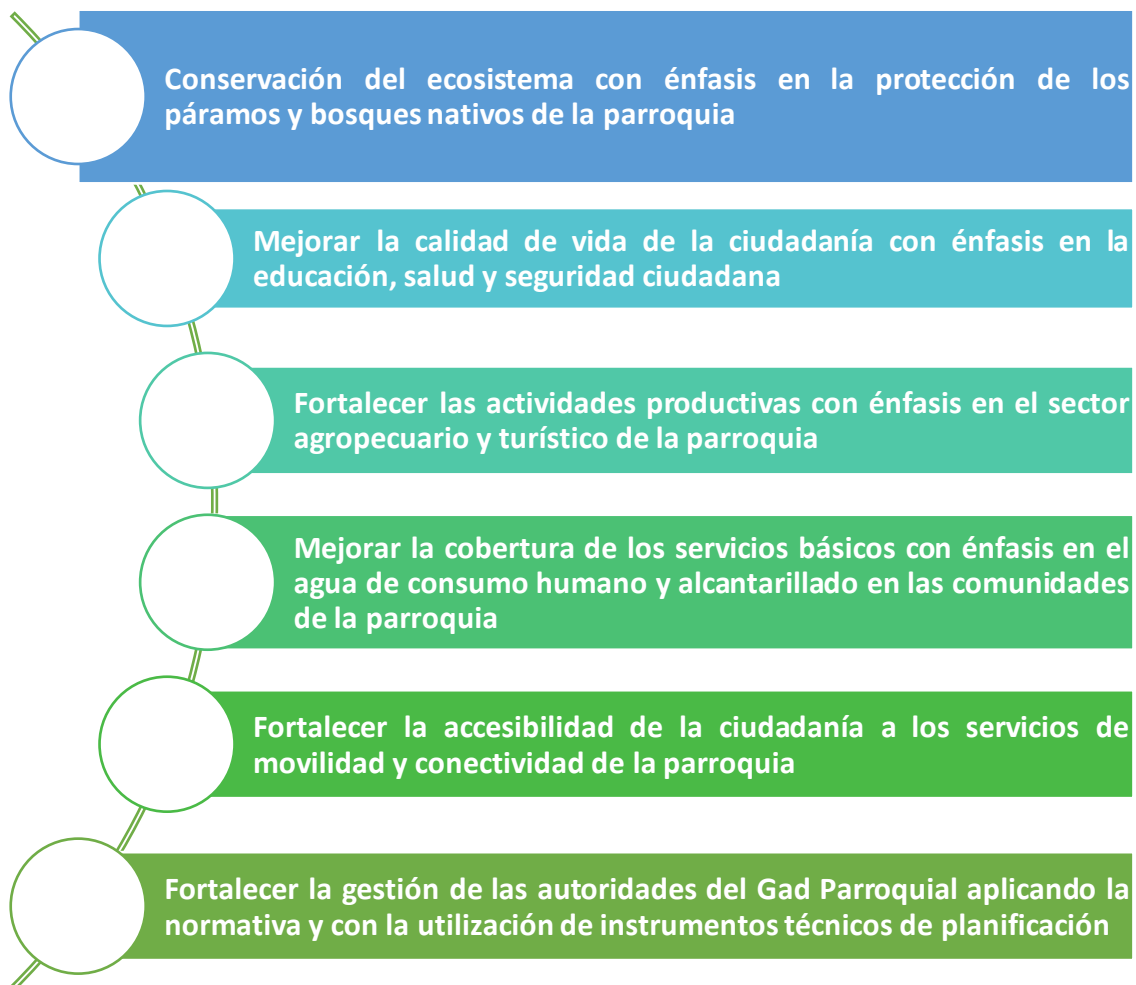 Conservación del ecosistema con énfasis en la protección de los
páramos y bosques nativos de la parroquia
Mejorar la calidad de vida de la ciudadanía con énfasis en la
educación, salud y seguridad ciudadana
Fortalecer las actividades productivas con énfasis en el sector
agropecuario y turístico de la parroquia
Mejorar la cobertura de los servicios básicos con énfasis en el
agua de consumo humano y alcantarillado en las comunidades
de la parroquia
Fortalecer la accesibilidad de la ciudadanía a los servicios de
movilidad y conectividad de la parroquia
Fortalecer la gestión de las autoridades del Gad Parroquial aplicando la
normativa y con la utilización de instrumentos técnicos de planificación